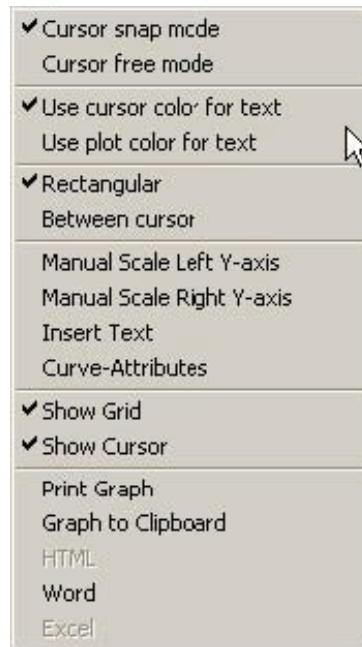 Cursor snap mode
Cursor free mode
Use cursor color for text
Use plot color for text
Rectangular
Between cursor
Manual Scale Left Y-axis
Manual Scale Right Y-axis
Insert Text
Curve-Attributes
Show Grid
Show Cursor
Print Graph
Graph to Clipboard
HTML
Word
Excel